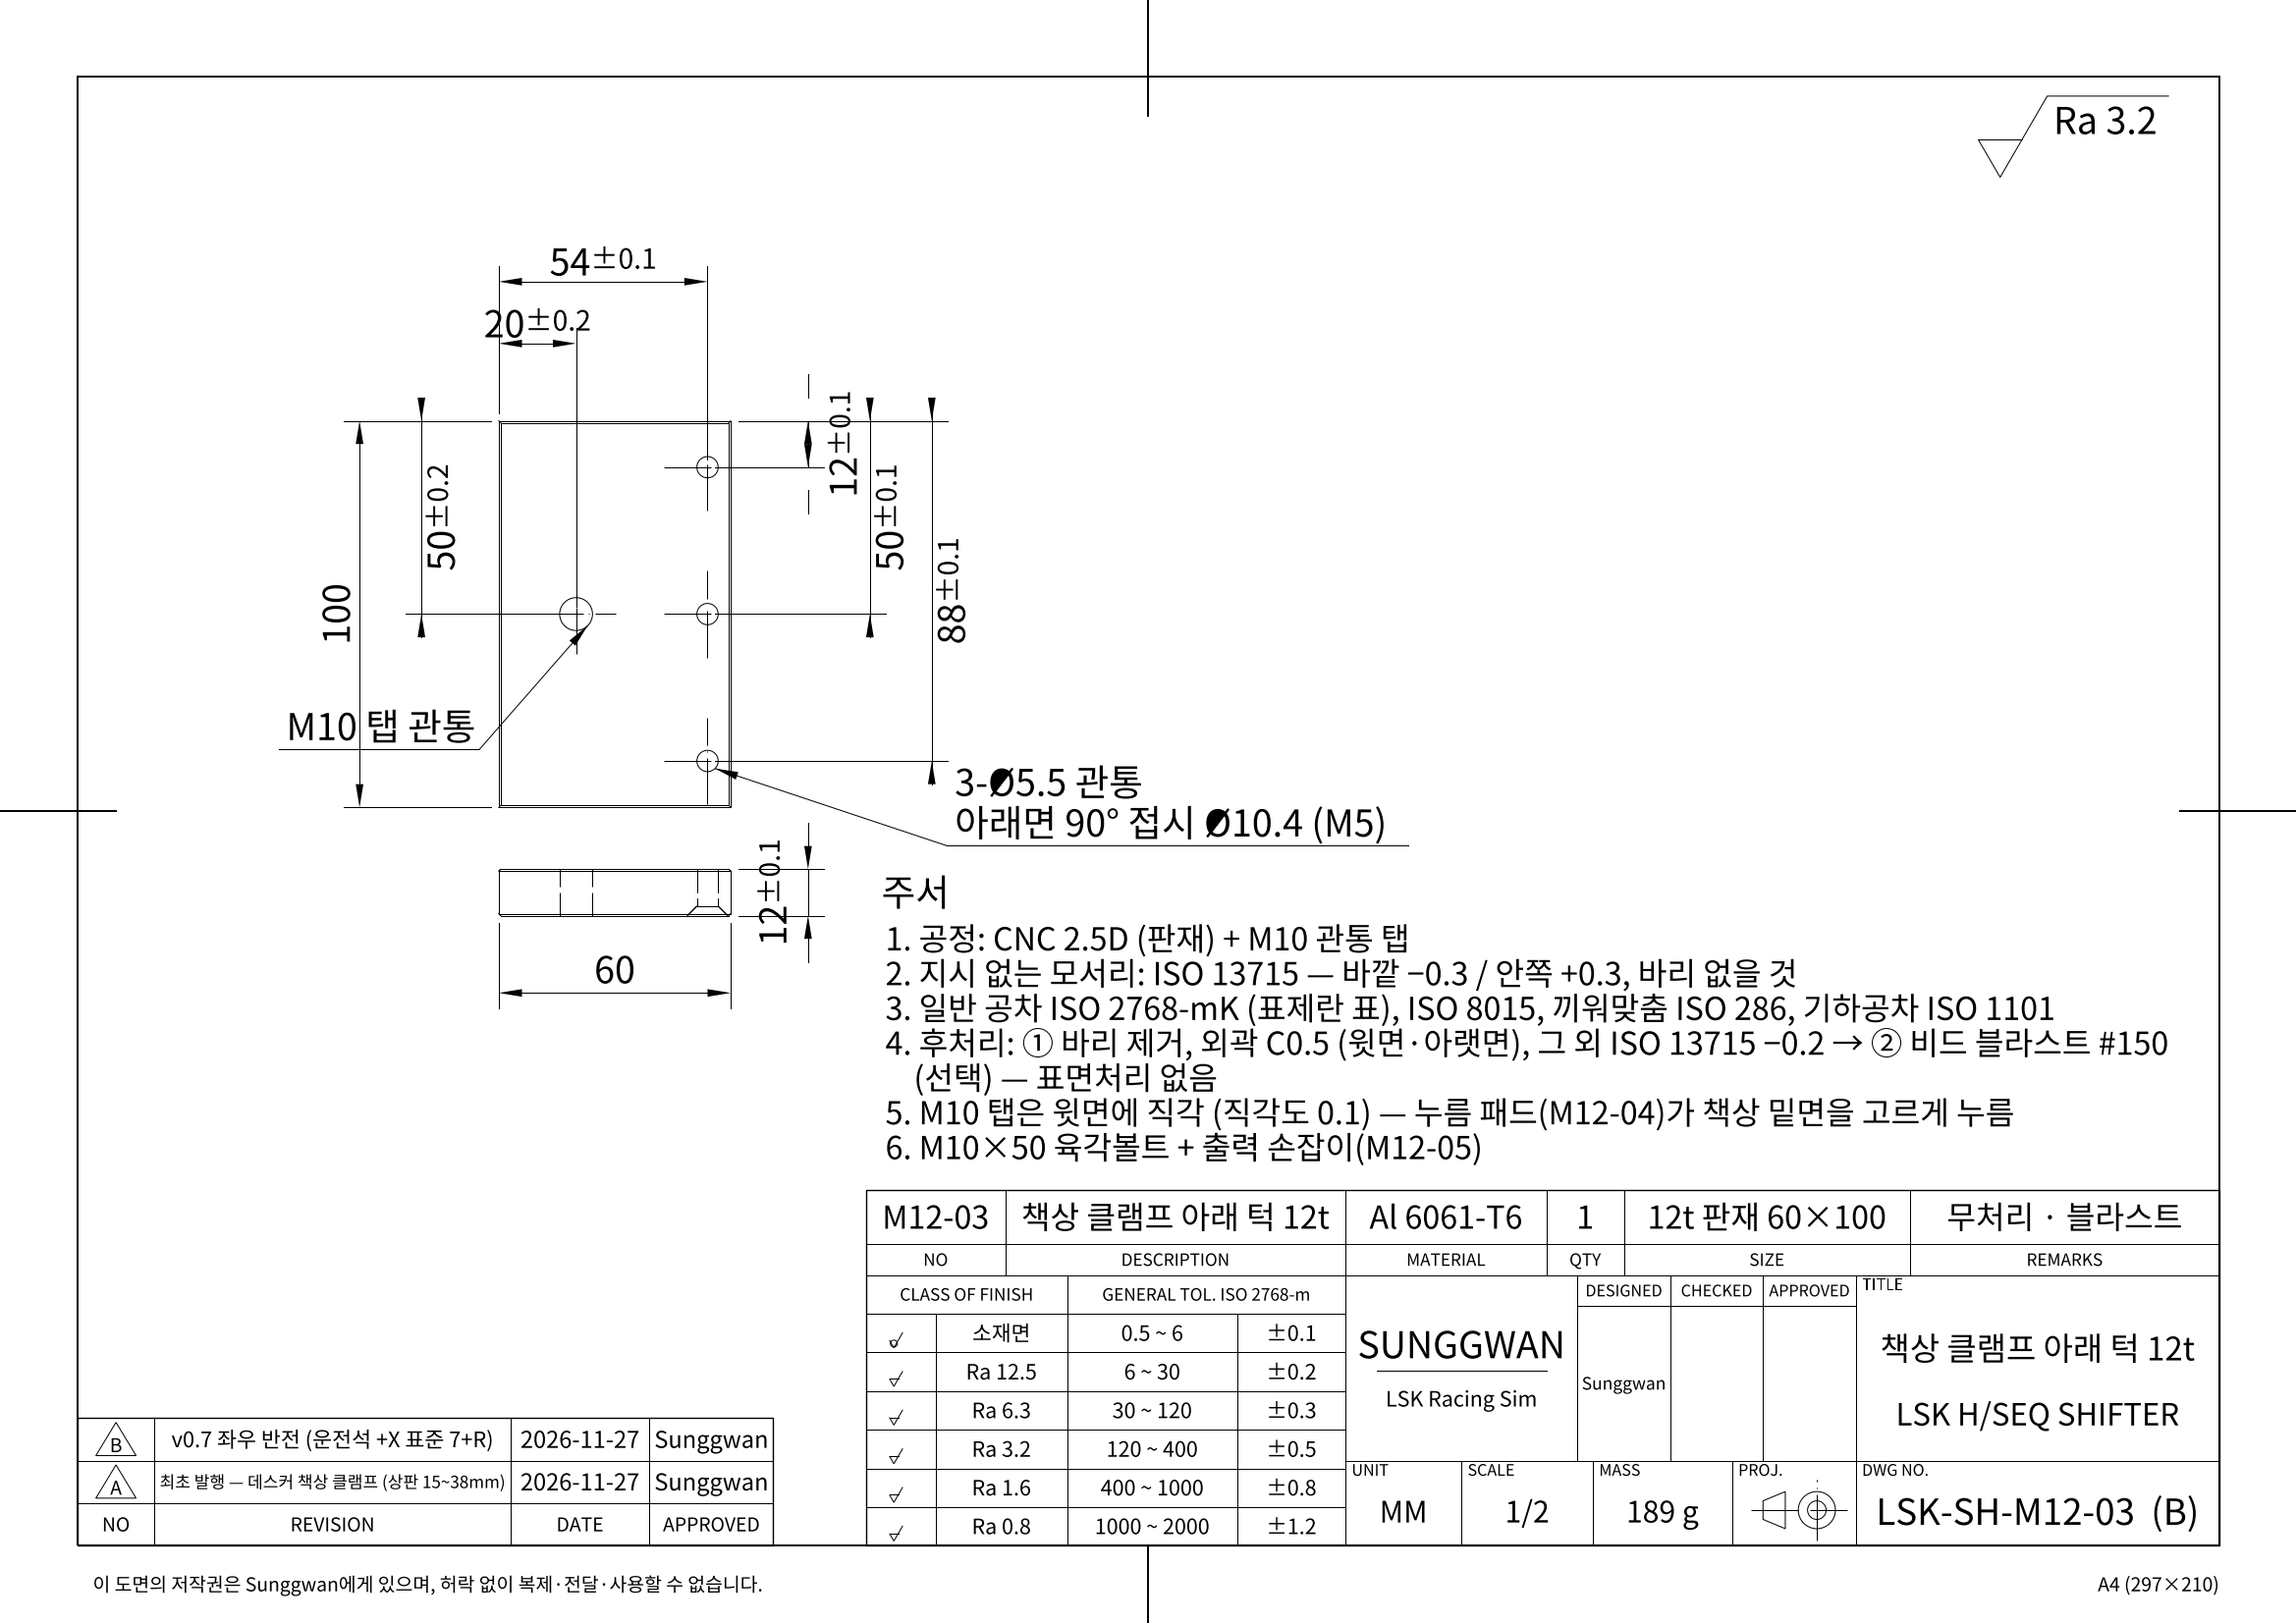 Ra 3.2
54±0.1
20±0.2
12±0.1
50±0.2
50±0.1
88±0.1
100
M10 탭 관통
3-Ø5.5 관통
아래면 90° 접시 Ø10.4 (M5)
12±0.1
60
주서
1. 공정: CNC 2.5D (판재) + M10 관통 탭
2. 지시 없는 모서리: ISO 13715 — 바깥 −0.3 / 안쪽 +0.3, 바리 없을 것
3. 일반 공차 ISO 2768-mK (표제란 표), ISO 8015, 끼워맞춤 ISO 286, 기하공차 ISO 1101
4. 후처리: ① 바리 제거, 외곽 C0.5 (윗면·아랫면), 그 외 ISO 13715 −0.2 → ② 비드 블라스트 #150
(선택) — 표면처리 없음
5. M10 탭은 윗면에 직각 (직각도 0.1) — 누름 패드(M12-04)가 책상 밑면을 고르게 누름
6. M10×50 육각볼트 + 출력 손잡이(M12-05)
M12-03 책상 클램프 아래 턱 12t Al 6061-T6 1 12t 판재 60×100 무처리 · 블라스트
NO DESCRIPTION MATERIAL QTY SIZE REMARKS
CLASS OF FINISH GENERAL TOL. ISO 2768-m
소재면 0.5 ~ 6 ±0.1
Ra 12.5 6 ~ 30 ±0.2
Ra 6.3 30 ~ 120 ±0.3
Ra 3.2 120 ~ 400 ±0.5
Ra 1.6 400 ~ 1000 ±0.8
Ra 0.8 1000 ~ 2000 ±1.2
SUNGGWAN
LSK Racing Sim
DESIGNED CHECKED APPROVED
Sunggwan
TITLE
책상 클램프 아래 턱 12t
LSK H/SEQ SHIFTER
UNIT SCALE MASS PROJ. DWG NO.
MM 1/2 189 g LSK-SH-M12-03 (B)
B v0.7 좌우 반전 (운전석 +X 표준 7+R) 2026-11-27 Sunggwan
A 최초 발행 — 데스커 책상 클램프 (상판 15~38mm) 2026-11-27 Sunggwan
NO REVISION DATE APPROVED
이 도면의 저작권은 Sunggwan에게 있으며, 허락 없이 복제·전달·사용할 수 없습니다.
A4 (297×210)